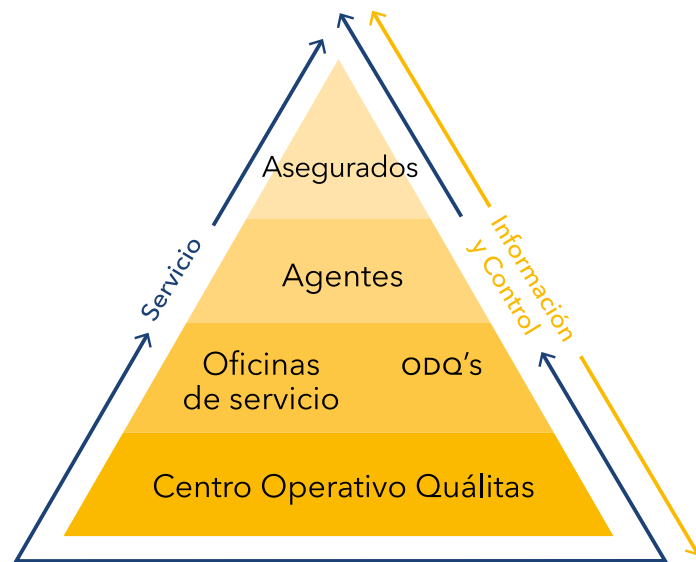 Asegurados
Agentes
Oficinas
de servicio
ODQ's
Centro Operativo Quálitas
Servicio
Información
y Control